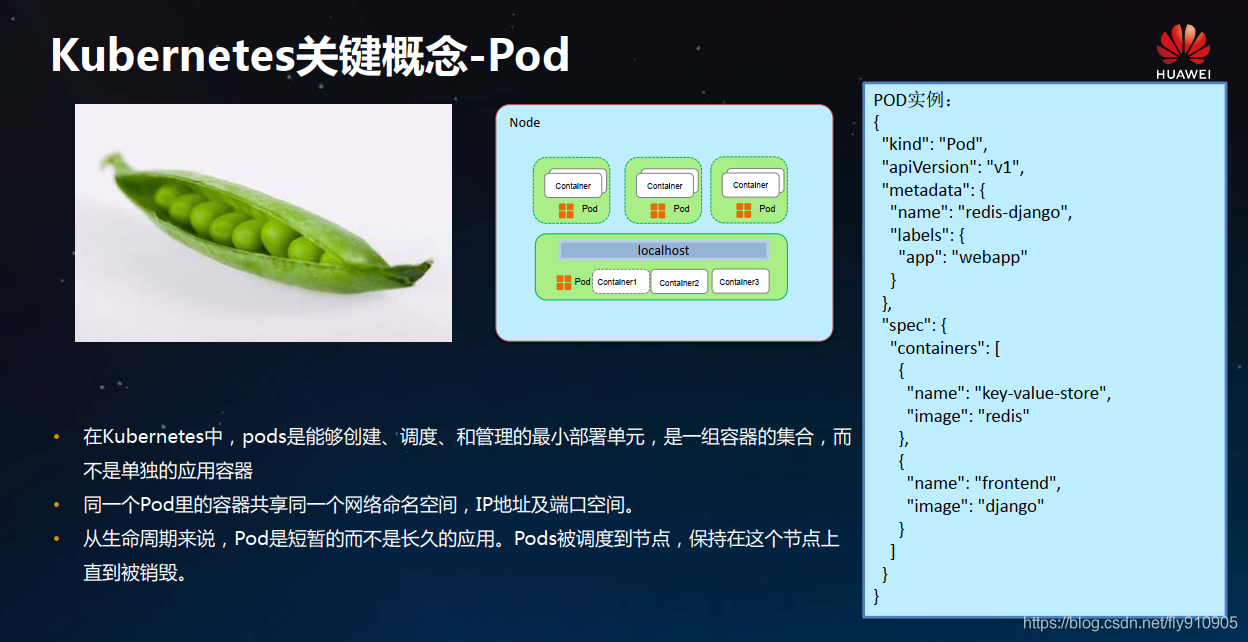 Kubernetes关键概念-Pod
HUAWEI
Node
Container
Pod
Container
Pod
Container
Pod
localhost
Pod
Container1
Container2
Container3
在Kubernetes中，pods是能够创建、调度、和管理的最小部署单元，是一组容器的集合，而
不是单独的应用容器
同一个Pod里的容器共享同一个网络命名空间，IP地址及端口空间。
从生命周期来说，Pod是短暂的而不是长久的应用。Pods被调度到节点，保持在这个节点上
直到被销毁。
POD实例：
{
"kind": "Pod",
"apiVersion": "v1",
"metadata": {
"name": "redis-django",
"labels": {
"app": "webapp"
}
},
"spec": {
"containers": [
{
"name": "key-value-store",
"image": "redis"
},
{
"name": "frontend",
"image": "django"
}
]
}
}
https://blog.csdn.net/fly910905